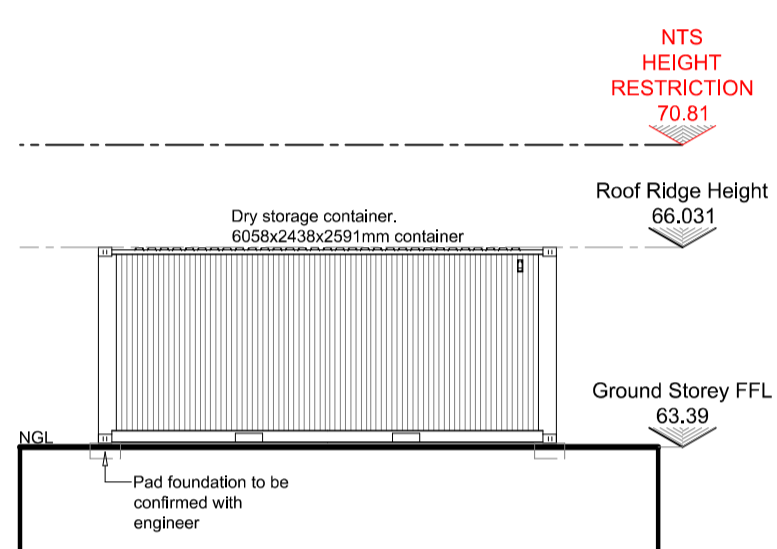 NTS
HEIGHT
RESTRICTION
70.81
Roof Ridge Height
66.031
Dry storage container.
6058x2438x2591mm container
Ground Storey FFL
63.39
NGL
Pad foundation to be
confirmed with
engineer